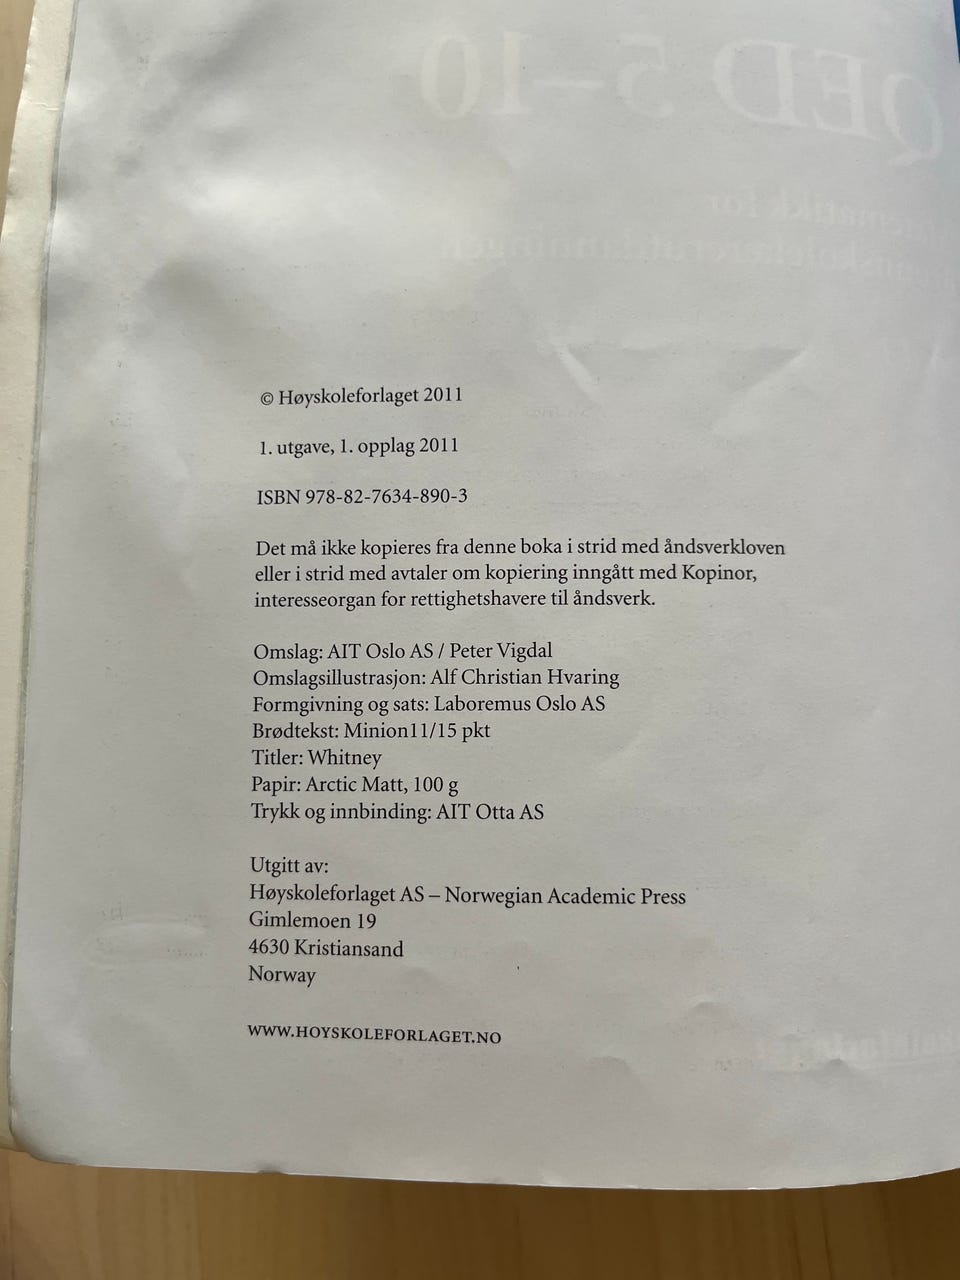 QED 5–10
© Høyskoleforlaget 2011
1. utgave, 1. opplag 2011
ISBN 978-82-7634-890-3
Det må ikke kopieres fra denne boka i strid med åndsverkloven
eller i strid med avtaler om kopiering inngått med Kopinor,
interesseorgan for rettighetshavere til åndsverk.
Omslag: AIT Oslo AS / Peter Vigdal
Omslagsillustrasjon: Alf Christian Hvaring
Formgivning og sats: Laboremus Oslo AS
Brødtekst: Minion11/15 pkt
Titler: Whitney
Papir: Arctic Matt, 100 g
Trykk og innbinding: AIT Otta AS
Utgitt av:
Høyskoleforlaget AS – Norwegian Academic Press
Gimlemoen 19
4630 Kristiansand
Norway
WWW.HOYSKOLEFORLAGET.NO